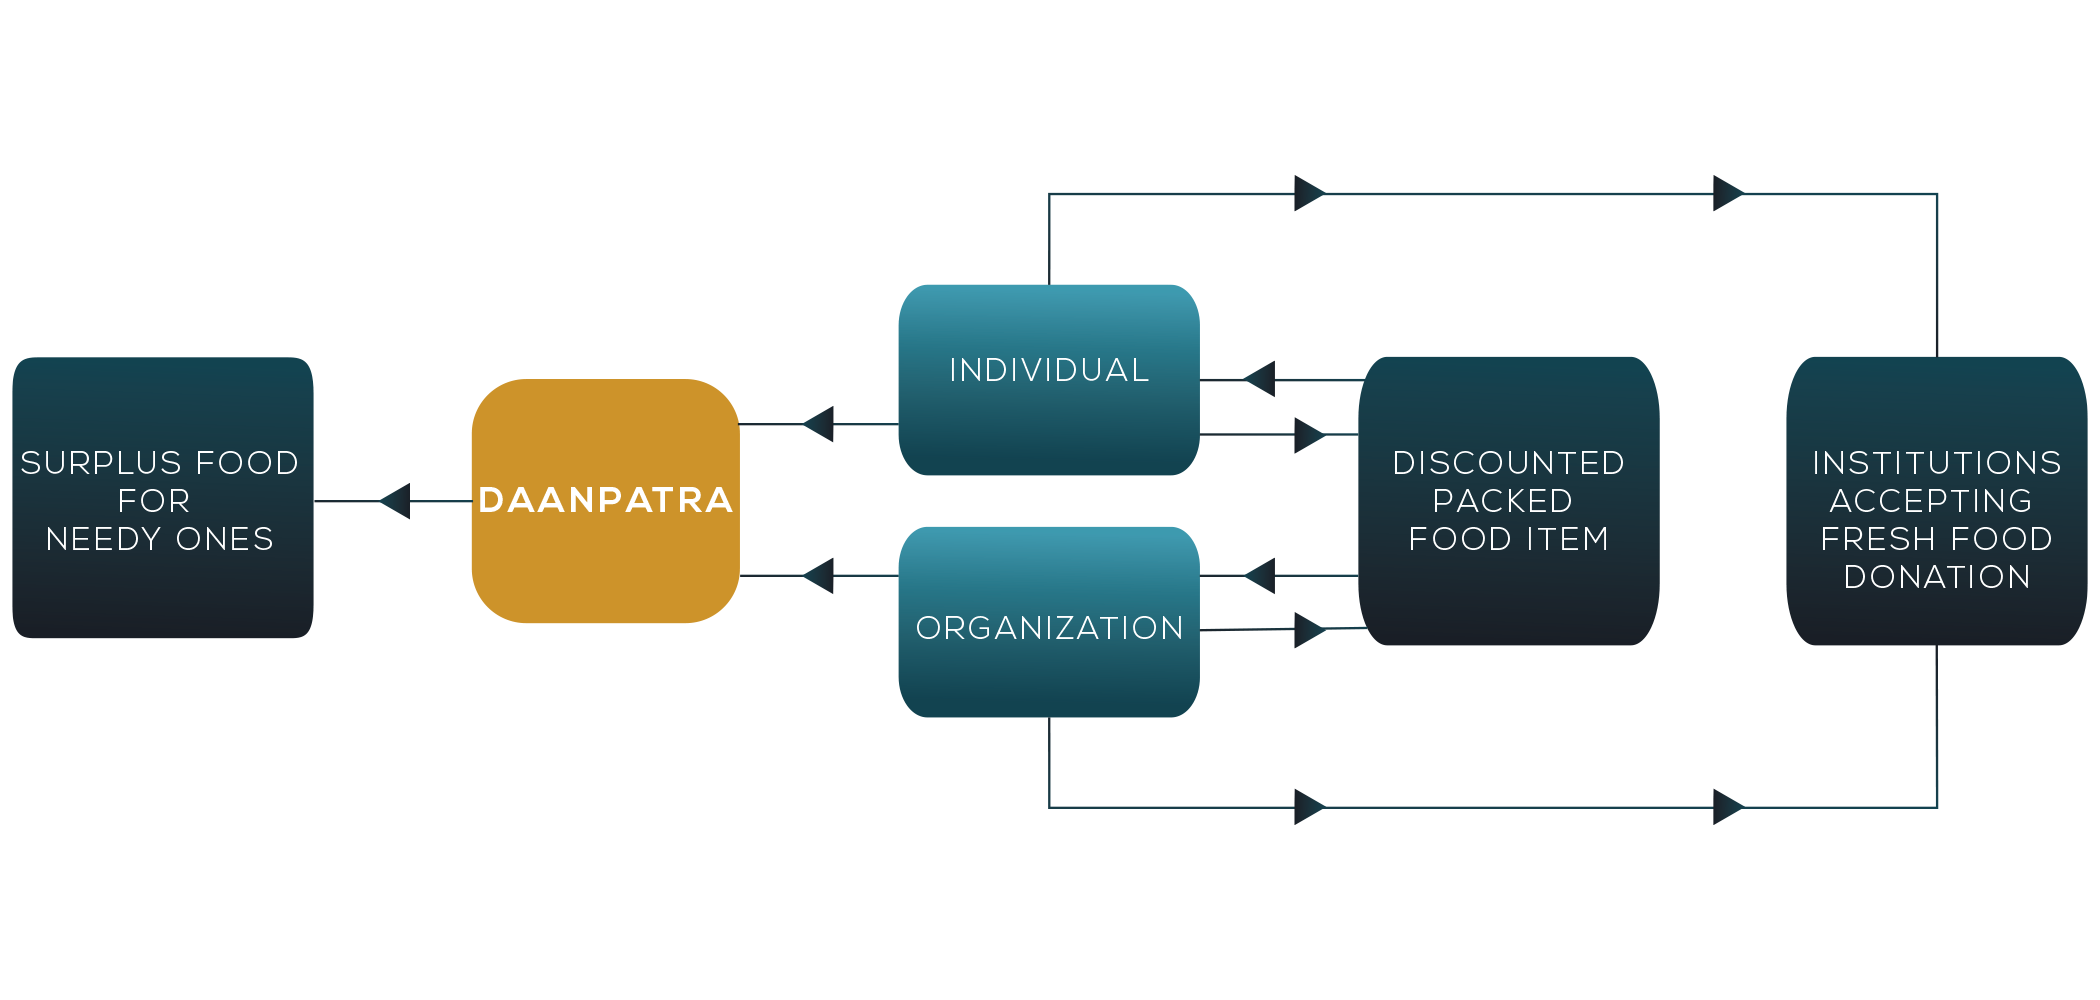 SURPLUS FOOD
FOR
NEEDY ONES
DAANPATRA
INDIVIDUAL
ORGANIZATION
DISCOUNTED
PACKED
FOOD ITEM
INSTITUTIONS
ACCEPTING
FRESH FOOD
DONATION